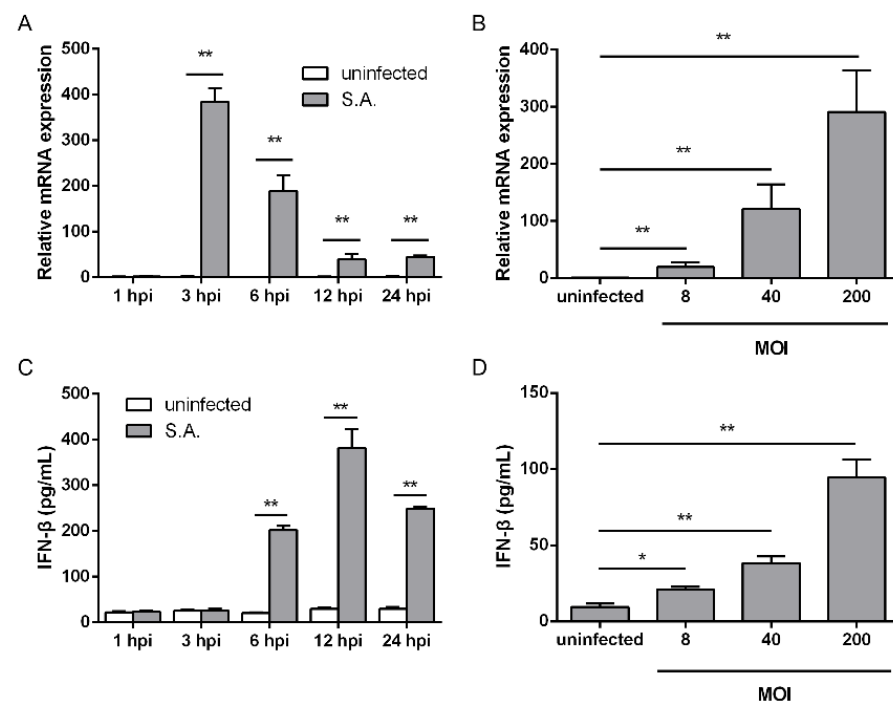 A
Relative mRNA expression
500
400
300
200
100
0
**
**
**
**
uninfected
S.A.
1 hpi 3 hpi 6 hpi 12 hpi 24 hpi
B
Relative mRNA expression
400
300
200
100
0
**
**
**
uninfected 8 40 200
MOI
C
IFN-β (pg/mL)
500
400
300
200
100
0
uninfected
S.A.
**
**
**
1 hpi 3 hpi 6 hpi 12 hpi 24 hpi
D
IFN-β (pg/mL)
150
100
50
0
**
**
*
uninfected 8 40 200
MOI